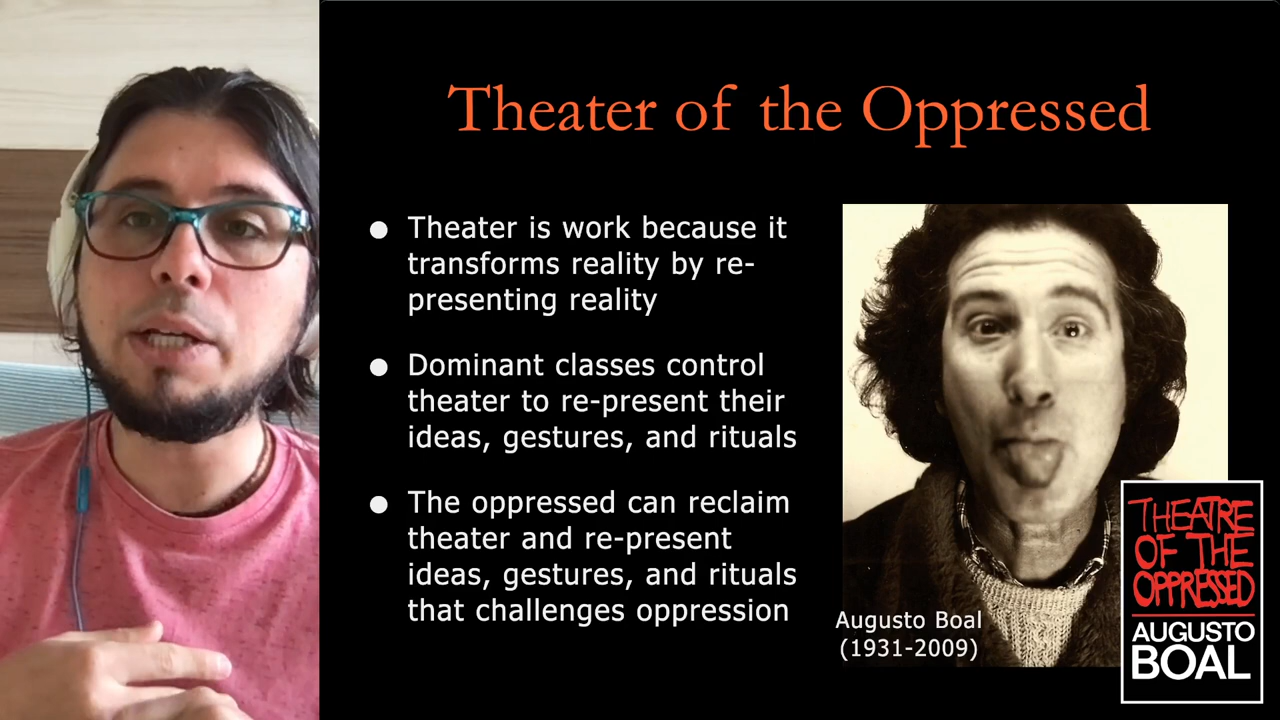 Theater of the Oppressed
● Theater is work because it
transforms reality by re-
presenting reality
● Dominant classes control
theater to re-present their
ideas, gestures, and rituals
● The oppressed can reclaim
theater and re-present
ideas, gestures, and rituals
that challenges oppression
Augusto Boal
(1931-2009)
THEATRE
OF THE
OPPRESSED
AUGUSTO
BOAL